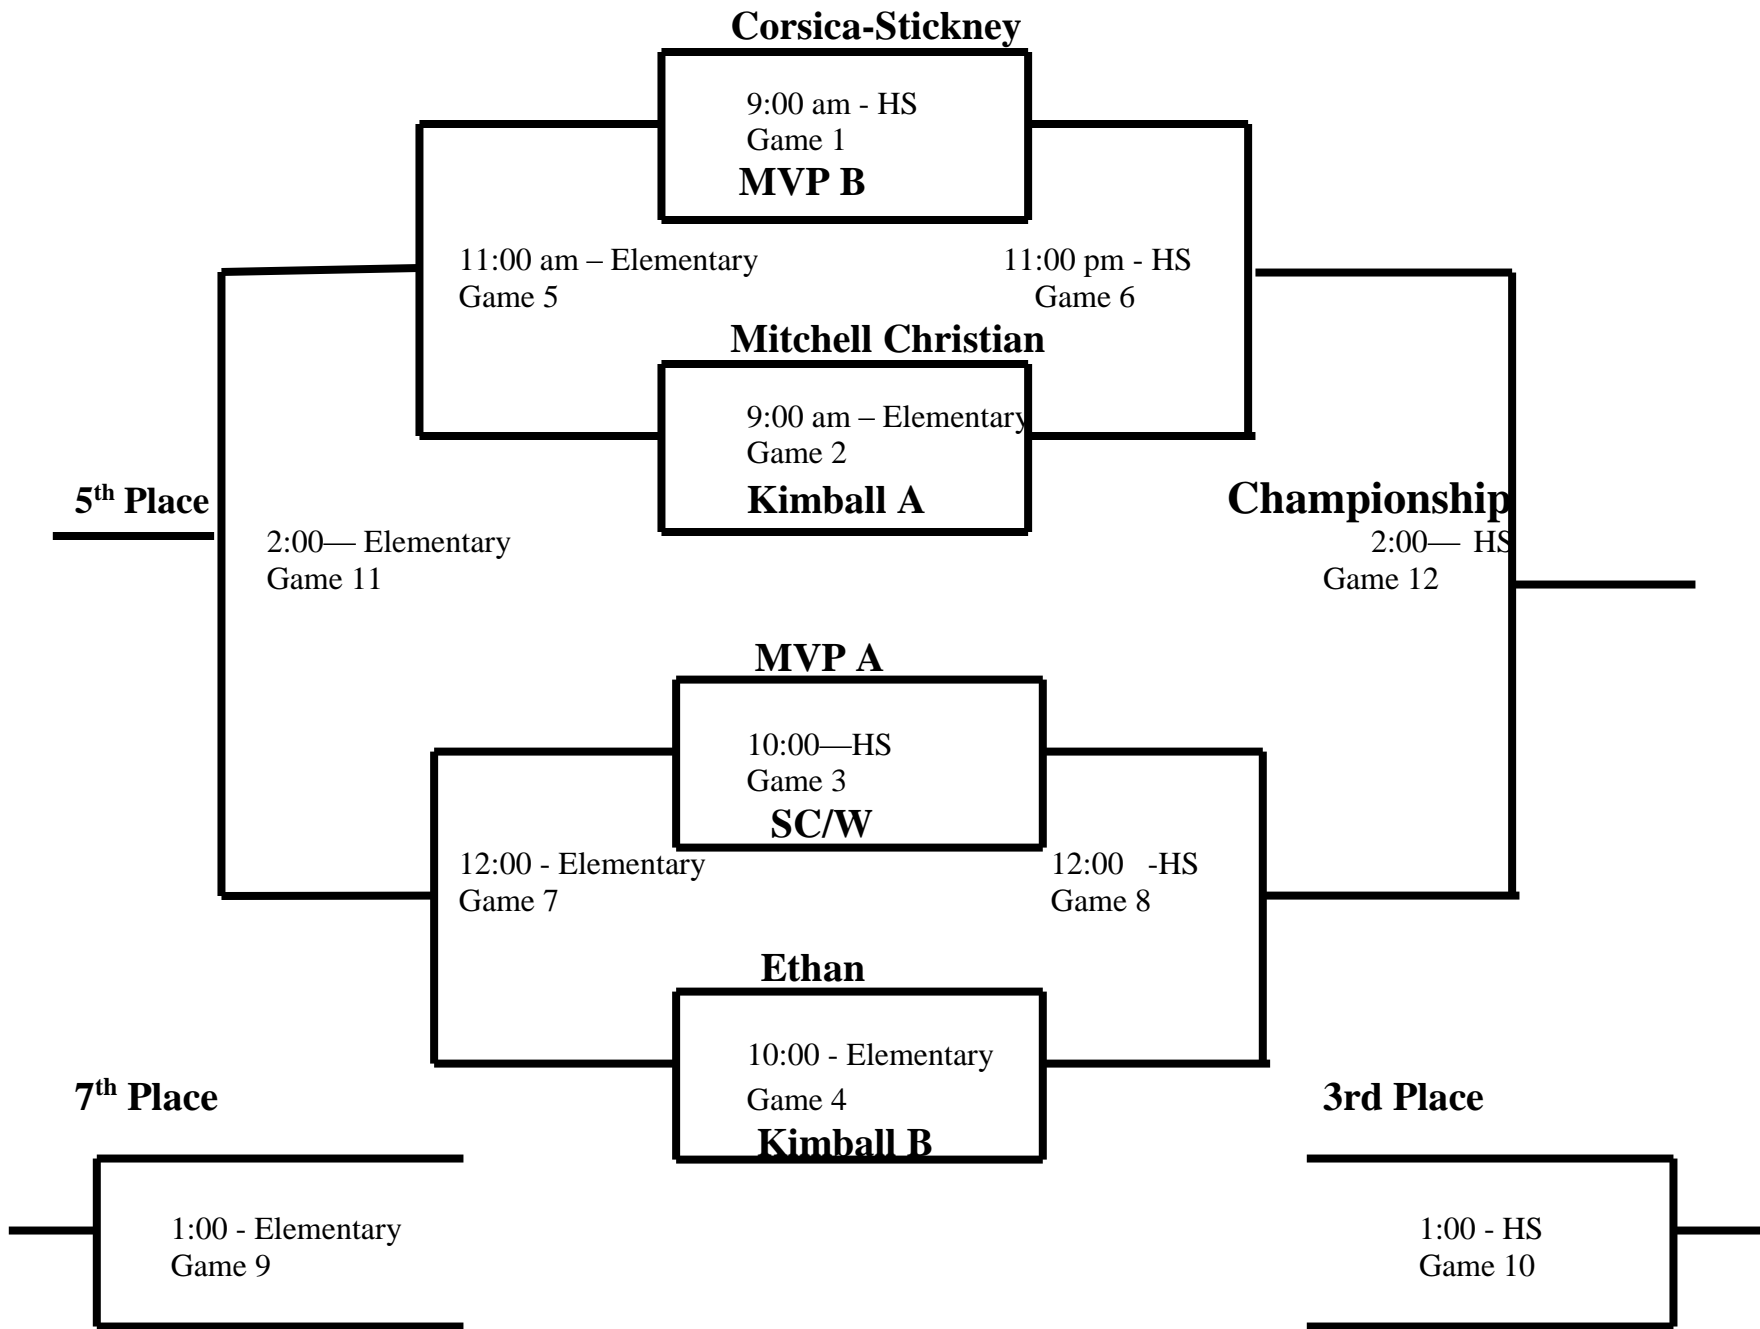 Corsica-Stickney
9:00 am - HS
Game 1
MVP B
11:00 am – Elementary
Game 5
11:00 pm - HS
Game 6
Mitchell Christian
9:00 am – Elementary
Game 2
Kimball A
5th Place
2:00— Elementary
Game 11
Championship
2:00— HS
Game 12
MVP A
10:00—HS
Game 3
SC/W
12:00 - Elementary
Game 7
12:00 -HS
Game 8
Ethan
10:00 - Elementary
Game 4
Kimball B
7th Place
1:00 - Elementary
Game 9
3rd Place
1:00 - HS
Game 10